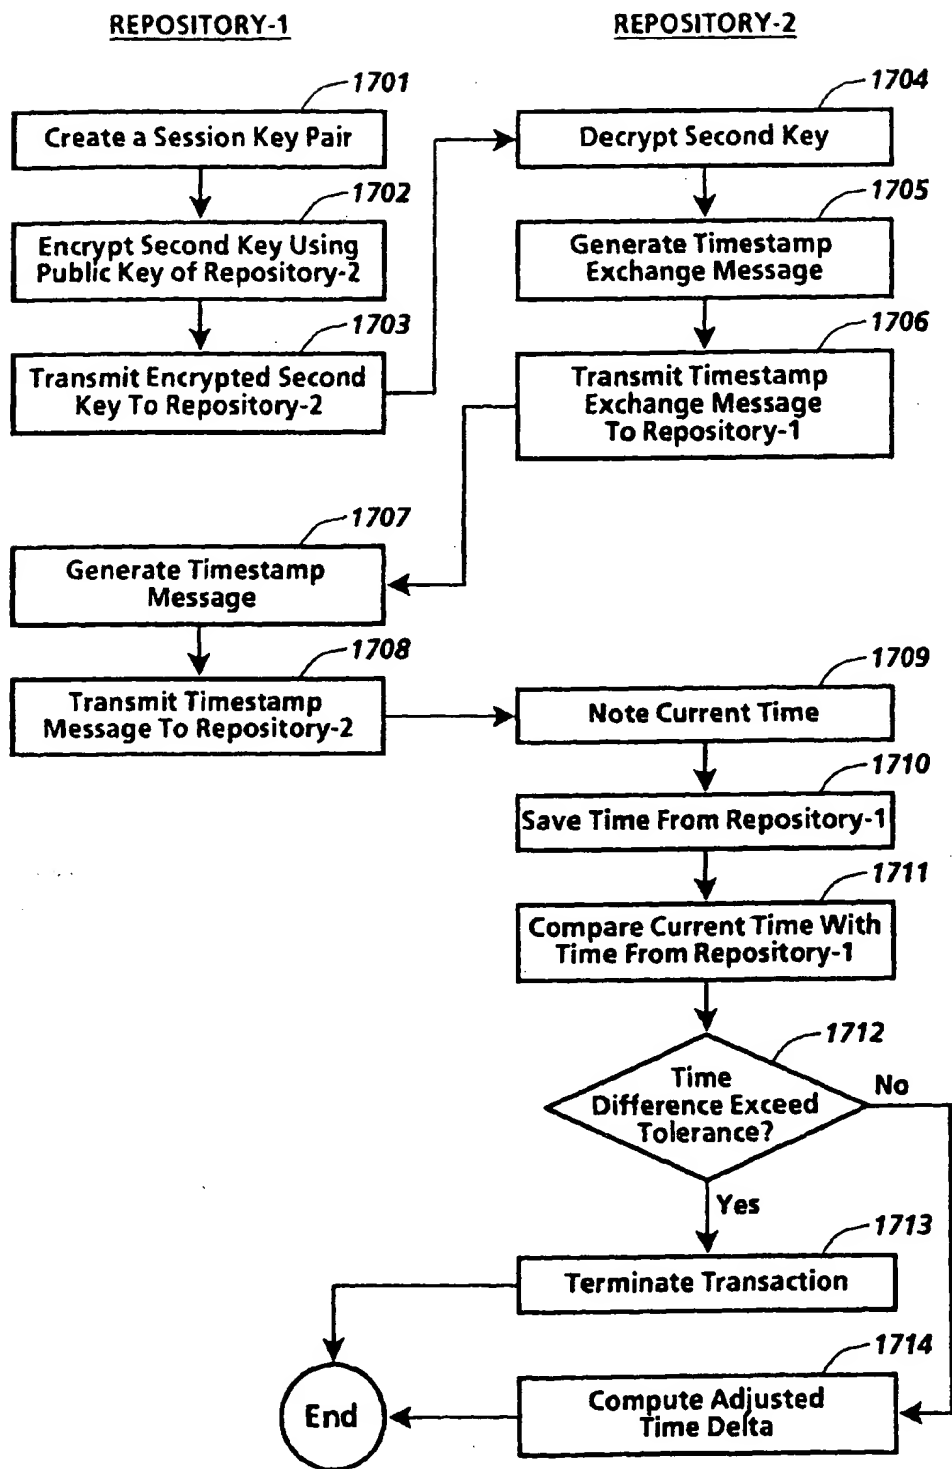 REPOSITORY-1
REPOSITORY-2
1701
Create a Session Key Pair
1702
Encrypt Second Key Using
Public Key of Repository-2
1703
Transmit Encrypted Second
Key To Repository-2
1704
Decrypt Second Key
1705
Generate Timestamp
Exchange Message
1706
Transmit Timestamp
Exchange Message
To Repository-1
1707
Generate Timestamp
Message
1708
Transmit Timestamp
Message To Repository-2
1709
Note Current Time
1710
Save Time From Repository-1
1711
Compare Current Time With
Time From Repository-1
1712
Time
Difference Exceed
Tolerance?
No
Yes
1713
Terminate Transaction
1714
Compute Adjusted
Time Delta
End